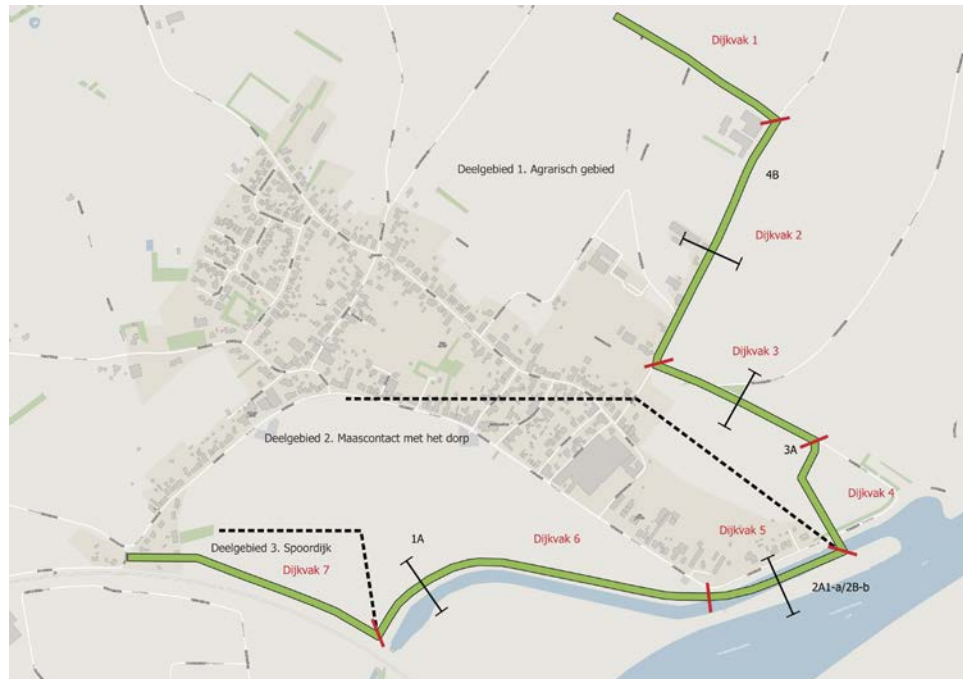 Dijkvak 1
Deelgebied 1. Agrarisch gebied
4B
Dijkvak 2
Dijkvak 3
Deelgebied 2. Maascontact met het dorp
3A
Dijkvak 4
Dijkvak 5
1A
Dijkvak 6
Deelgebied 3. Spoordijk
Dijkvak 7
2A1-a/2B-b